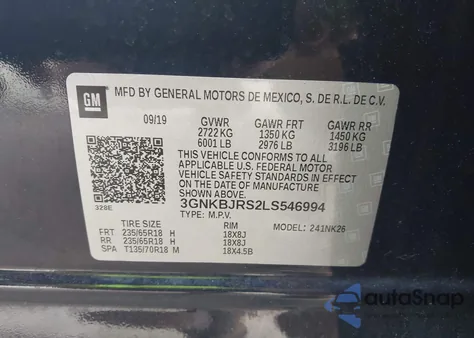 GM
MFD BY GENERAL MOTORS DE MEXICO, S. DE R.L. DE C.V.
09/19 GVWR GAWR FRT GAWR RR
2722 KG 1350 KG 1450 KG
6001 LB 2976 LB 3196 LB
THIS VEHICLE CONFORMS TO ALL
APPLICABLE U.S. FEDERAL MOTOR
VEHICLE SAFETY STANDARDS IN
EFFECT ON THE DATE OF MANUFACTURE
SHOWN ABOVE.
328E 3GNKBJRS2LS546994
TYPE: M.P.V. MODEL: 241NK26
TIRE SIZE RIM
FRT 235/65R18 H 18X8J
RR 235/65R18 H 18X8J
SPA T135/70R18 M 18X4.5B
autoSnap